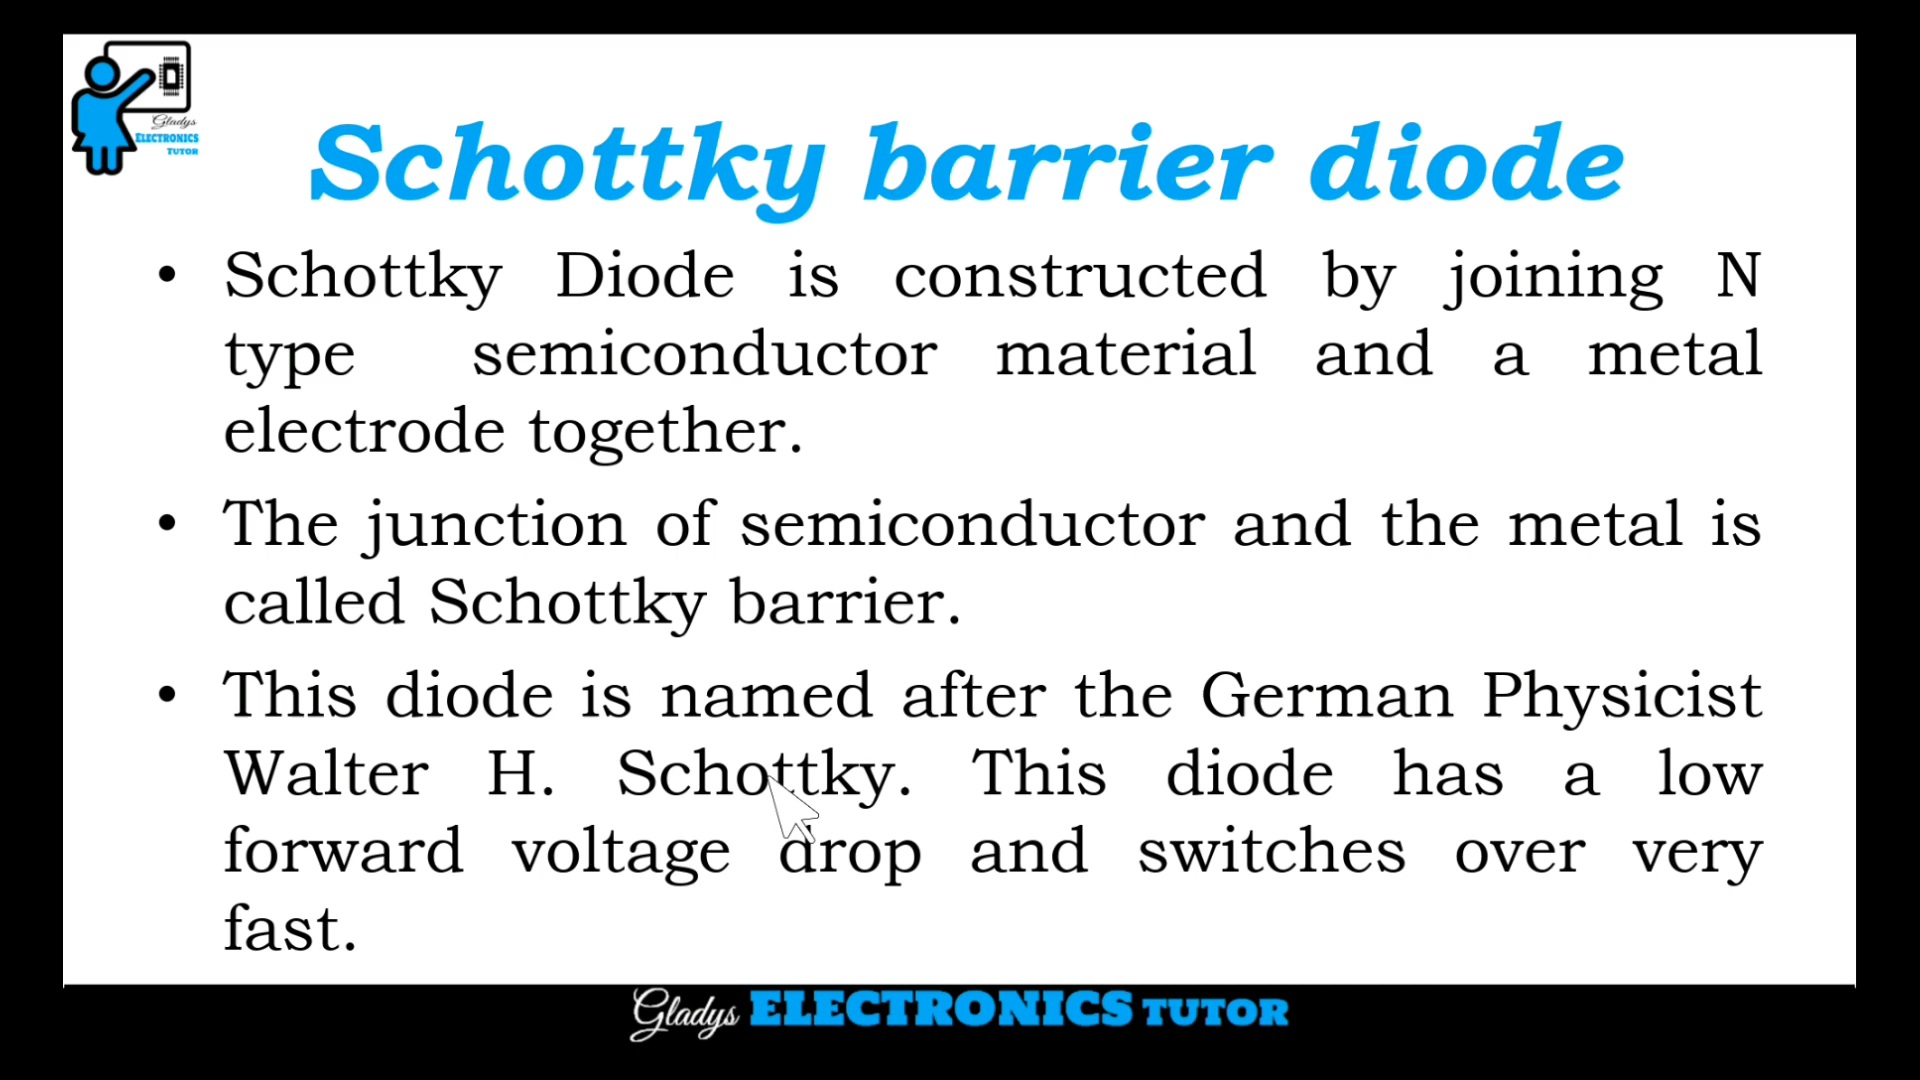 Gladys
ELECTRONICS
TUTOR
Schottky barrier diode
• Schottky Diode is constructed by joining N
type semiconductor material and a metal
electrode together.
• The junction of semiconductor and the metal is
called Schottky barrier.
• This diode is named after the German Physicist
Walter H. Schottky. This diode has a low
forward voltage drop and switches over very
fast.
Gladys ELECTRONICS TUTOR